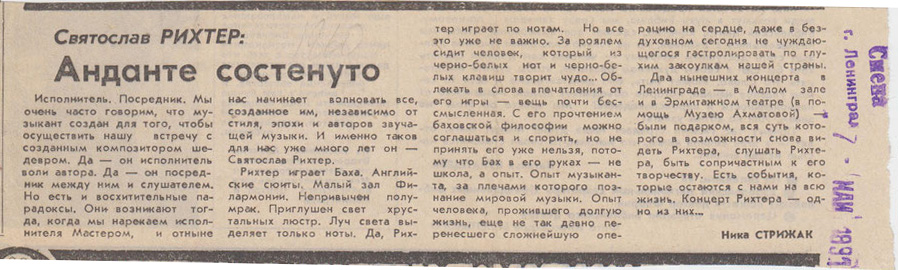 Святослав РИХТЕР:
Анданте состенуто
Исполнитель. Посредник. Мы
очень часто говорим, что му-
зыкант создан для того, чтобы
осуществить нашу встречу с
созданным композитором ше-
девром. Да — он исполнитель
воли автора. Да — он посред-
ник между ним и слушателем.
Но есть и восхитительные па-
радоксы. Они возникают тог-
да, когда мы нарекаем испол-
нителя Мастером, и отныне
нас начинает волновать все,
созданное им, независимо от
стиля, эпохи и авторов звуча-
щей музыки. И именно таков
для нас уже много лет он —
Святослав Рихтер.
Рихтер играет Баха. Англий-
ские сюиты. Малый зал Фи-
лармонии. Непривычен полу-
мрак. Приглушен свет хрус-
тальных люстр. Луч света вы-
деляет только ноты. Да, Рих-
тер играет по нотам. Но все
это уже не важно. За роялем
сидит человек, который из
черно-белых нот и черно-бе-
лых клавиш творит чудо... Об-
лекать в слова впечатления от
его игры — вещь почти бес-
смысленная. С его прочтением
баховской философии можно
соглашаться и спорить, но не
принять его уже нельзя, пото-
му что Бах в его руках — не
школа, а опыт. Опыт музыкан-
та, за плечами которого поз-
нание мировой музыки. Опыт
человека, прожившего долгую
жизнь, еще не так давно пе-
ренесшего сложнейшую опе-
рацию на сердце, даже в без-
духовном сегодня не чуждаю-
щегося гастролировать по глу-
хим закоулкам нашей страны.
Два нынешних концерта в
Ленинграде — в Малом зале
и в Эрмитажном театре (в по-
мощь Музею Ахматовой) —
были подарком, вся суть кото-
рого в возможности снова ви-
деть Рихтера, слушать Рихте-
ра, быть сопричастным к его
творчеству. Есть события, ко-
торые остаются с нами на всю
жизнь. Концерт Рихтера — од-
но из них...
Ника СТРИЖАК
Смена
г. Ленинград
7 - МАЙ 199